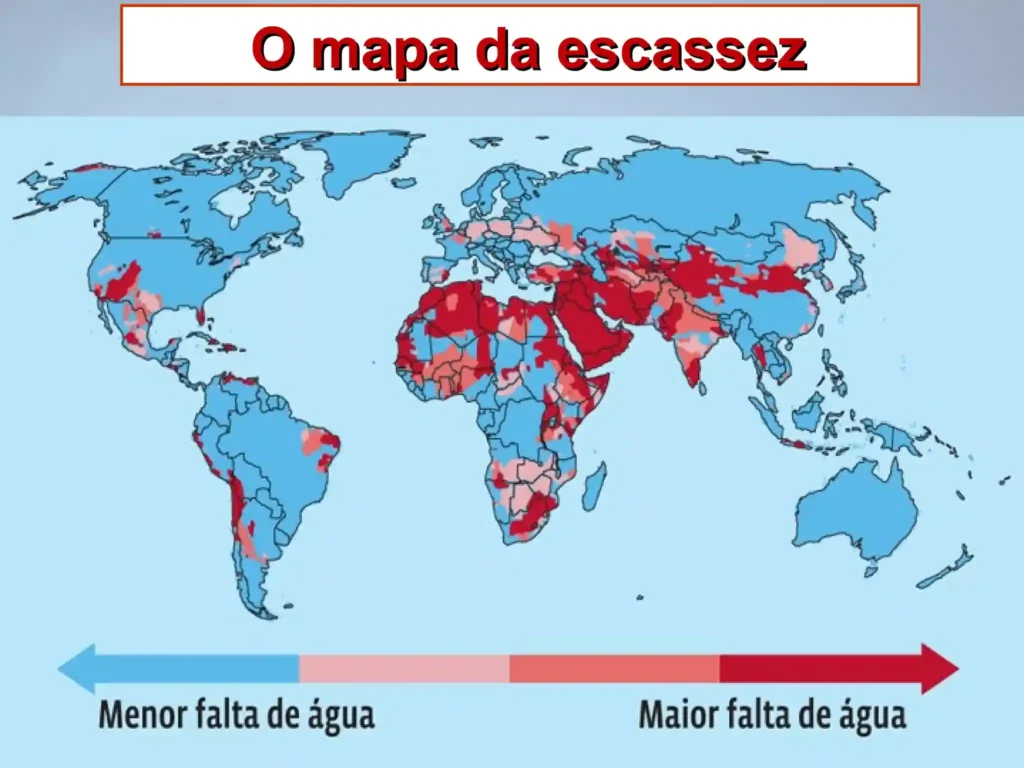 O mapa da escassez
Menor falta de água
Maior falta de água